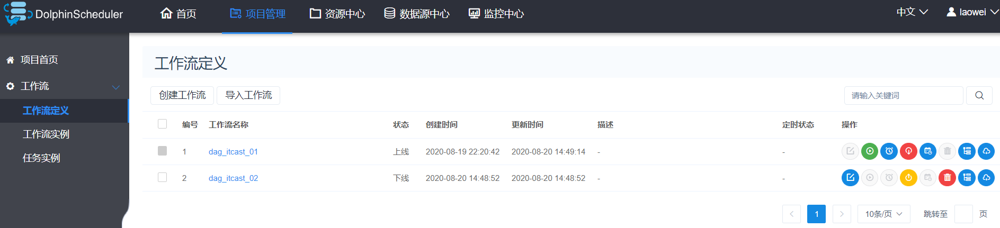 DolphinScheduler 首页 项目管理 资源中心 数据源中心 监控中心 中文 laowei
项目首页
工作流
工作流定义
工作流实例
任务实例
工作流定义
创建工作流 导入工作流 请输入关键词
编号 工作流名称 状态 创建时间 更新时间 描述 定时状态 操作
1 dag_itcast_01 上线 2020-08-19 22:20:42 2020-08-20 14:49:14 - -
2 dag_itcast_02 下线 2020-08-20 14:48:52 2020-08-20 14:48:52 - -
1 10条/页 跳转至 页